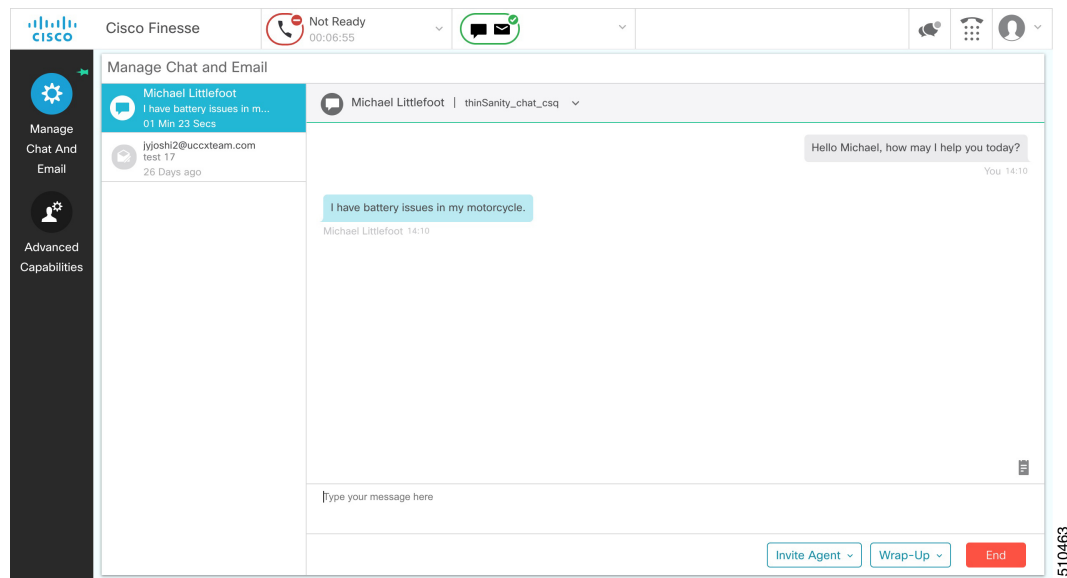 CISCO
Cisco Finesse
Not Ready
00:06:55
Manage Chat And Email
Advanced Capabilities
Manage Chat and Email
Michael Littlefoot
I have battery issues in m...
01 Min 23 Secs
jyjoshi2@uccxteam.com
test 17
26 Days ago
Michael Littlefoot | thinSanity_chat_csq
Hello Michael, how may I help you today?
You 14:10
I have battery issues in my motorcycle.
Michael Littlefoot 14:10
Type your message here
Invite Agent
Wrap-Up
End
510463